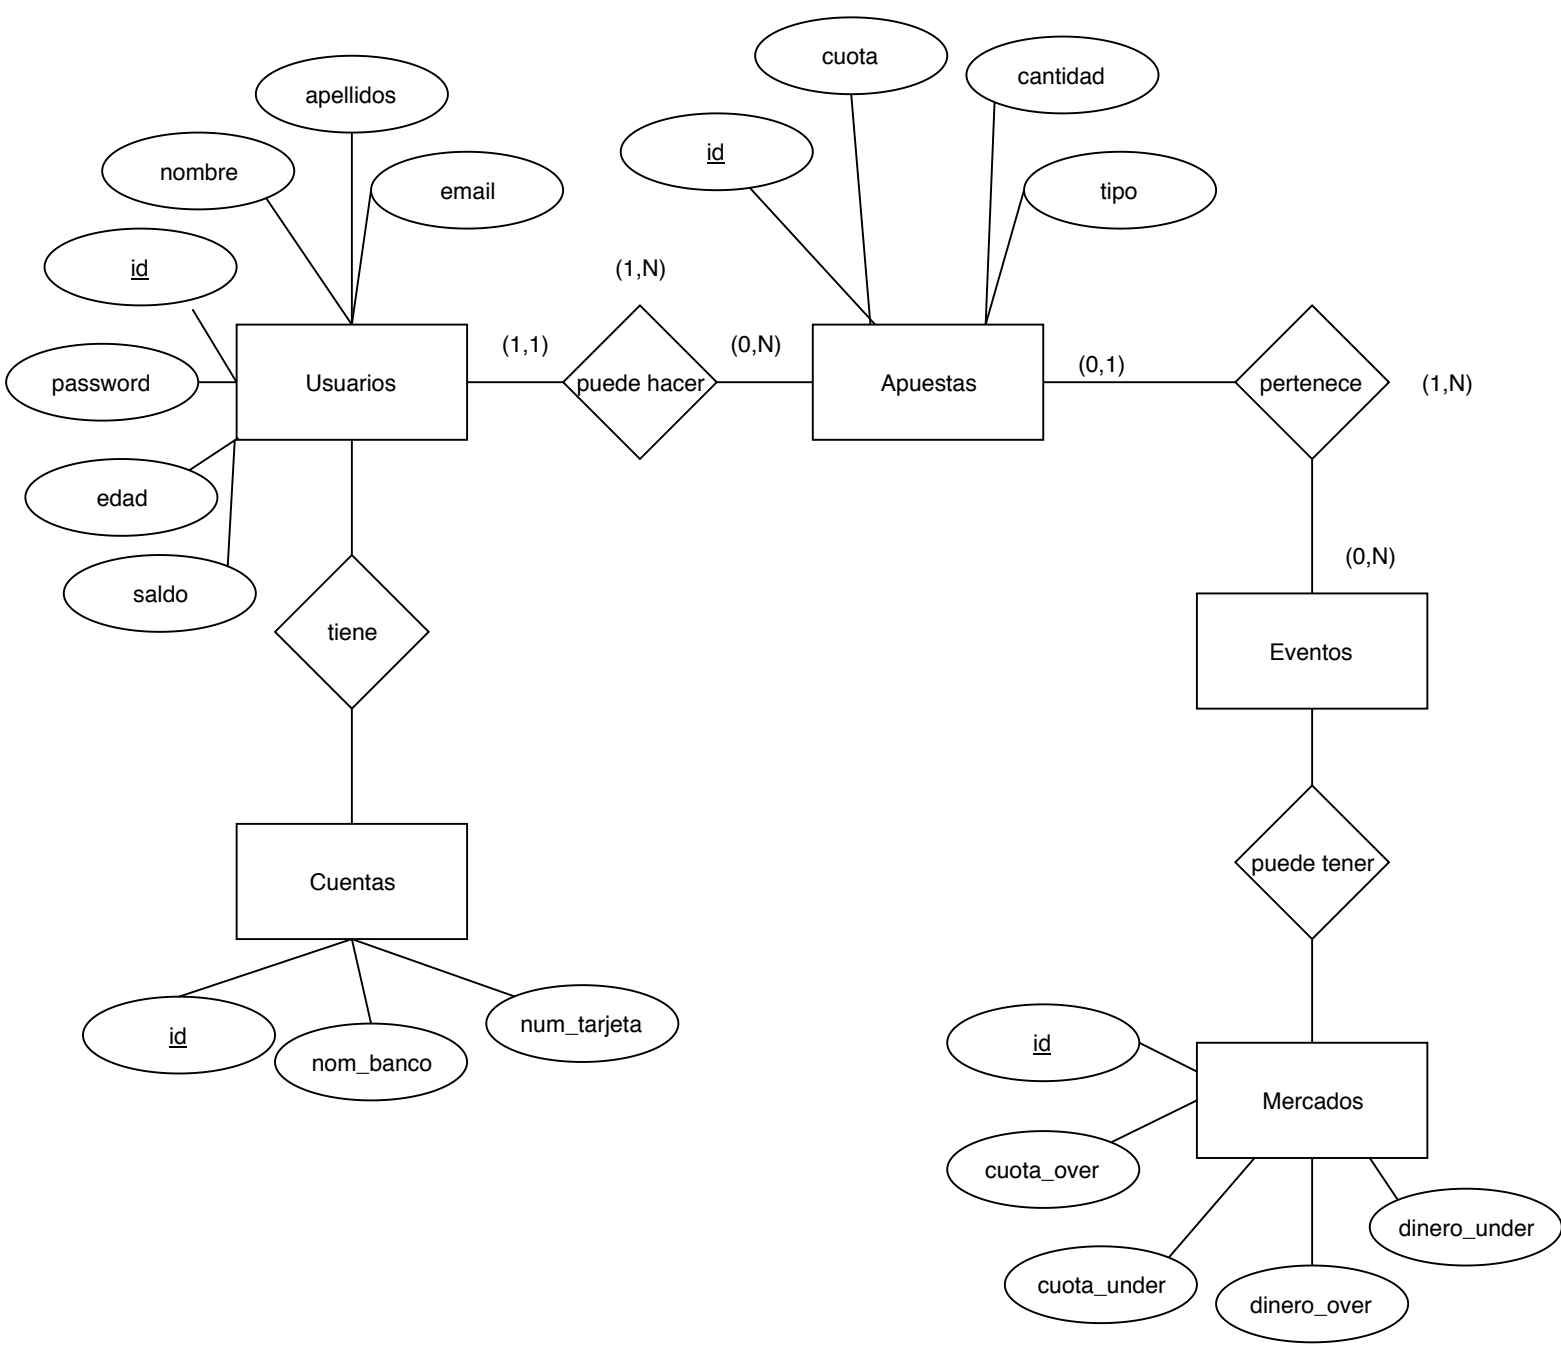 cuota
cantidad
apellidos
id
nombre
email
tipo
id
(1,N)
(1,1)
(0,N)
(0,1)
password
Usuarios
puede hacer
Apuestas
pertenece
(1,N)
edad
(0,N)
saldo
tiene
Eventos
puede tener
Cuentas
id
nom_banco
num_tarjeta
id
Mercados
cuota_over
dinero_under
cuota_under
dinero_over